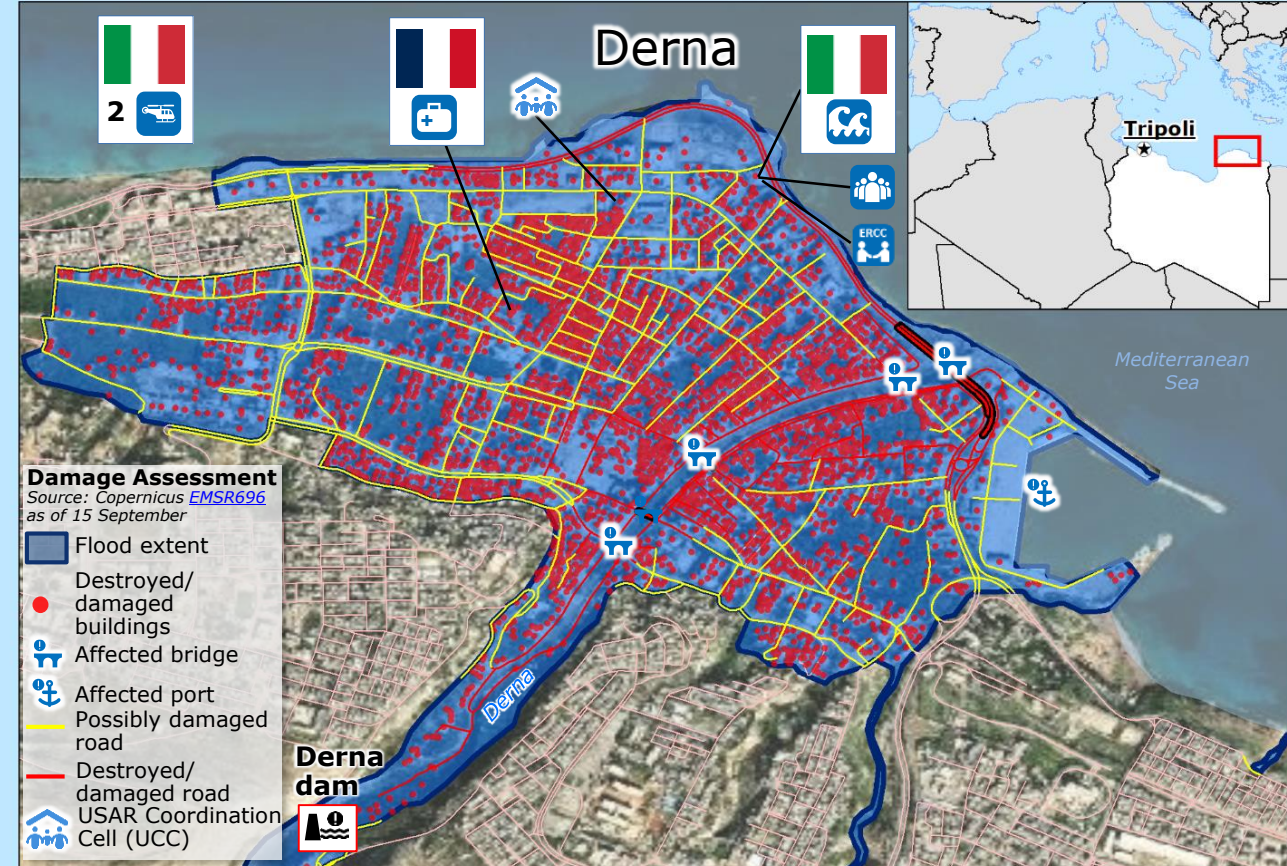 Derna
2
ERCC
Tripoli
Mediterranean
Sea
Damage Assessment
Source: Copernicus EMSR696
as of 15 September
Flood extent
Destroyed/
damaged
buildings
Affected bridge
Affected port
Possibly damaged
road
Destroyed/
damaged road
USAR Coordination
Cell (UCC)
Derna
Derna
dam